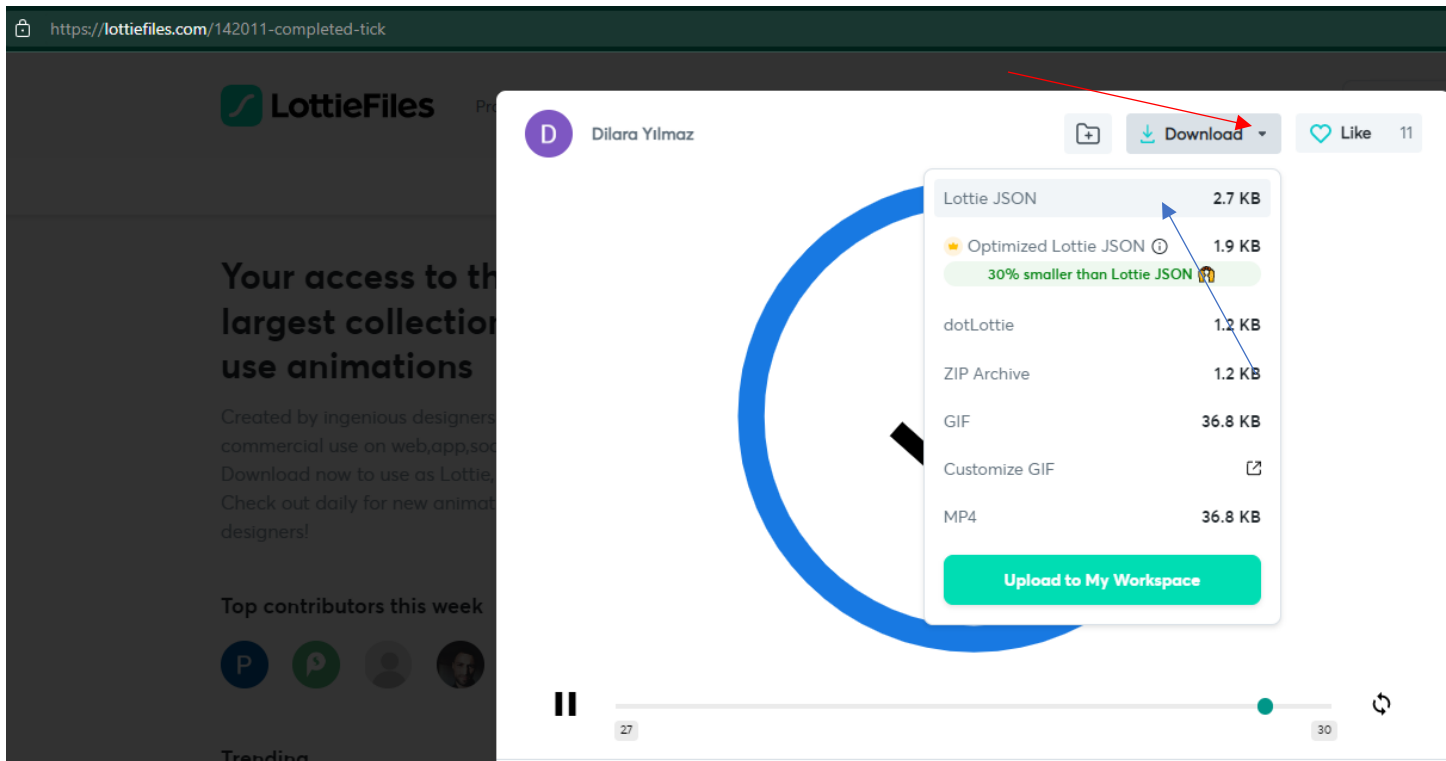 https://lottiefiles.com/142011-completed-tick
LottieFiles
Pro
D
Dilara Yılmaz
Download
Like
11
Lottie JSON
2.7 KB
Optimized Lottie JSON
1.9 KB
30% smaller than Lottie JSON
dotLottie
1.2 KB
ZIP Archive
1.2 KB
GIF
36.8 KB
Customize GIF
MP4
36.8 KB
Upload to My Workspace
Your access to th
largest collection
use animations
Created by ingenious designers
commercial use on web,app,soc
Download now to use as Lottie,
Check out daily for new animat
designers!
Top contributors this week
P
27
30
Trending